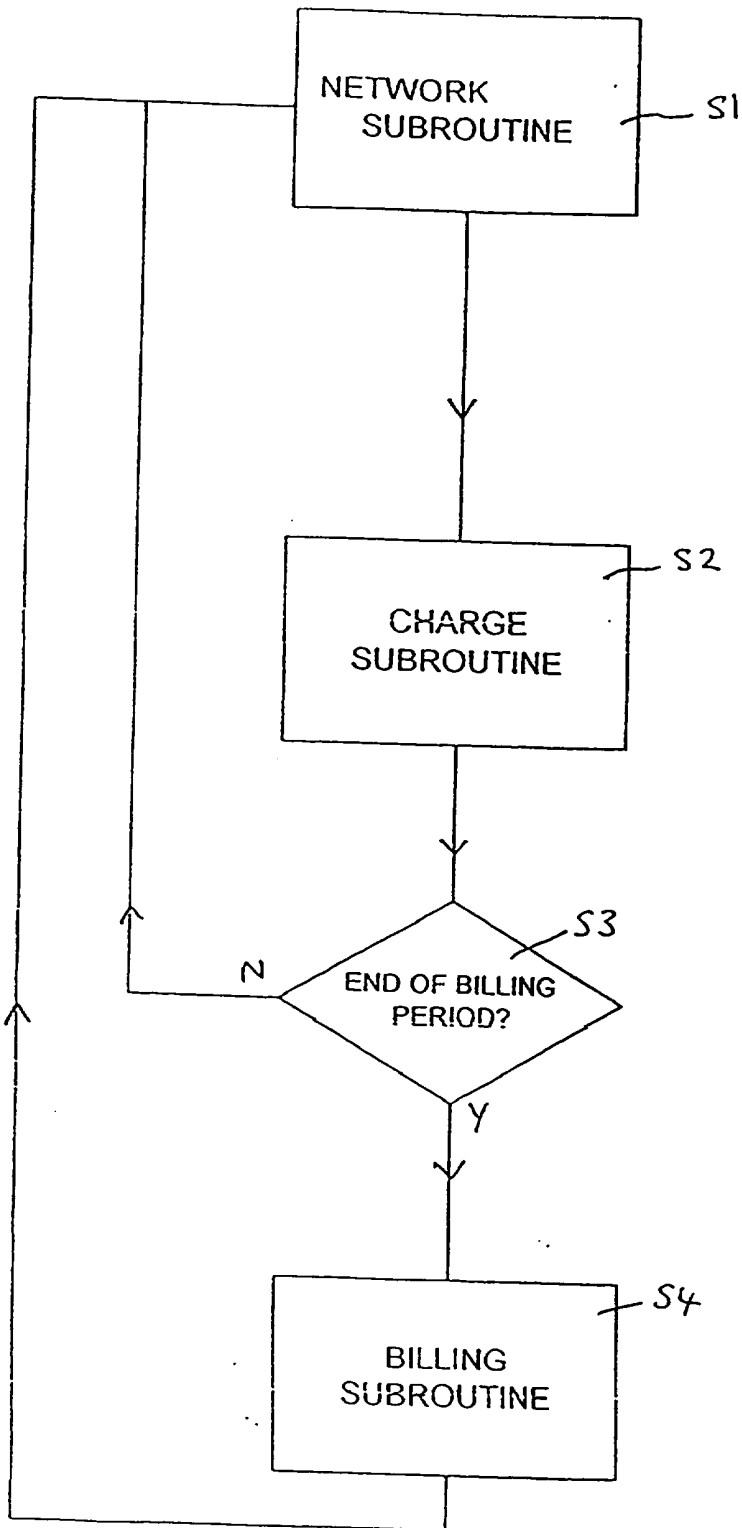 NETWORK
SUBROUTINE
S1
S2
CHARGE
SUBROUTINE
S3
N
END OF BILLING
PERIOD?
Y
S4
BILLING
SUBROUTINE